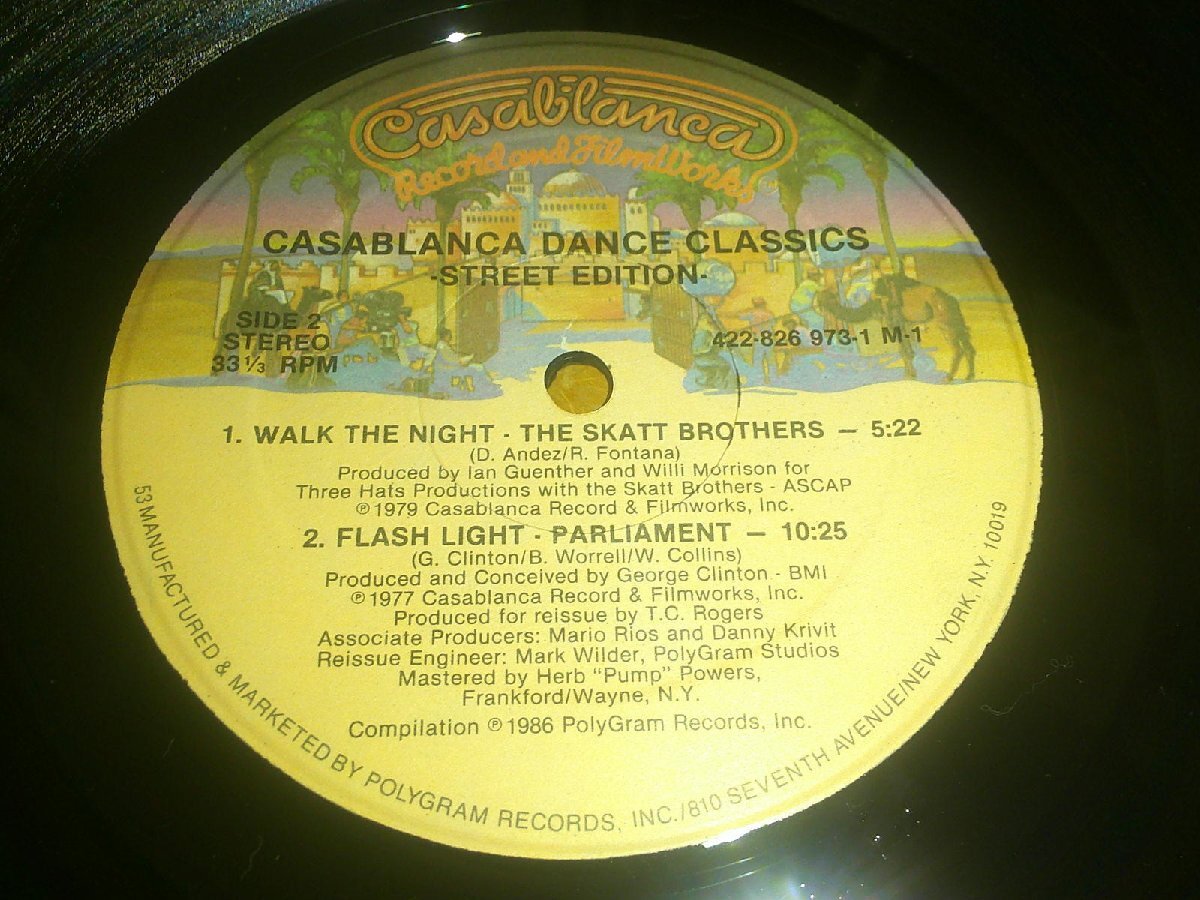 Casablanca
Record and FilmWorks
CASABLANCA DANCE CLASSICS
-STREET EDITION-
SIDE 2
STEREO
33 1/3 RPM
422-826 973-1 M-1
1. WALK THE NIGHT - THE SKATT BROTHERS — 5:22
(D. Andez/R. Fontana)
Produced by Ian Guenther and Willi Morrison for
Three Hats Productions with the Skatt Brothers - ASCAP
℗1979 Casablanca Record & Filmworks, Inc.
2. FLASH LIGHT - PARLIAMENT — 10:25
(G. Clinton/B. Worrell/W. Collins)
Produced and Conceived by George Clinton - BMI
℗1977 Casablanca Record & Filmworks, Inc.
Produced for reissue by T.C. Rogers
Associate Producers: Mario Rios and Danny Krivit
Reissue Engineer: Mark Wilder, PolyGram Studios
Mastered by Herb "Pump" Powers,
Frankford/Wayne, N.Y.
Compilation ℗1986 PolyGram Records, Inc.
53 MANUFACTURED & MARKETED BY POLYGRAM RECORDS, INC./810 SEVENTH AVENUE/NEW YORK, N.Y. 10019